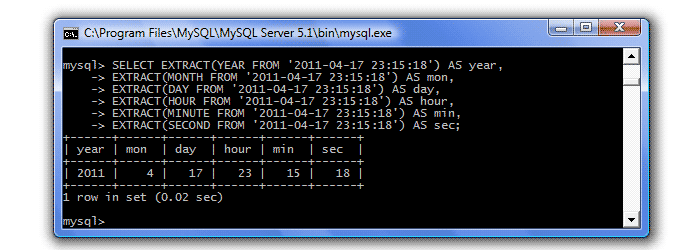 C:\Program Files\MySQL\MySQL Server 5.1\bin\mysql.exe
mysql> SELECT EXTRACT(YEAR FROM '2011-04-17 23:15:18') AS year,
    -> EXTRACT(MONTH FROM '2011-04-17 23:15:18') AS mon,
    -> EXTRACT(DAY FROM '2011-04-17 23:15:18') AS day,
    -> EXTRACT(HOUR FROM '2011-04-17 23:15:18') AS hour,
    -> EXTRACT(MINUTE FROM '2011-04-17 23:15:18') AS min,
    -> EXTRACT(SECOND FROM '2011-04-17 23:15:18') AS sec;
+------+------+------+------+------+------+
| year | mon  | day  | hour | min  | sec  |
+------+------+------+------+------+------+
| 2011 |    4 |   17 |   23 |   15 |   18 |
+------+------+------+------+------+------+
1 row in set (0.02 sec)
mysql>